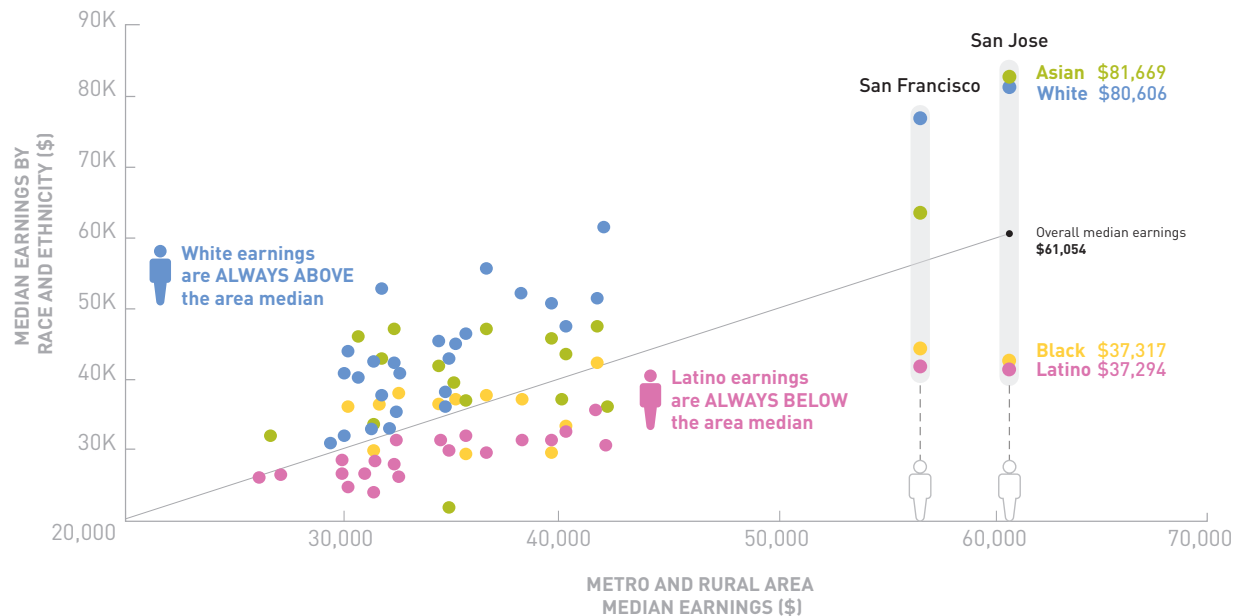 90K
80K
70K
60K
50K
40K
30K
20,000
30,000
40,000
50,000
60,000
70,000
MEDIAN EARNINGS BY
RACE AND ETHNICITY ($)
METRO AND RURAL AREA
MEDIAN EARNINGS ($)
White earnings
are ALWAYS ABOVE
the area median
Latino earnings
are ALWAYS BELOW
the area median
San Francisco
San Jose
Asian $81,669
White $80,606
Overall median earnings
$61,054
Black $37,317
Latino $37,294